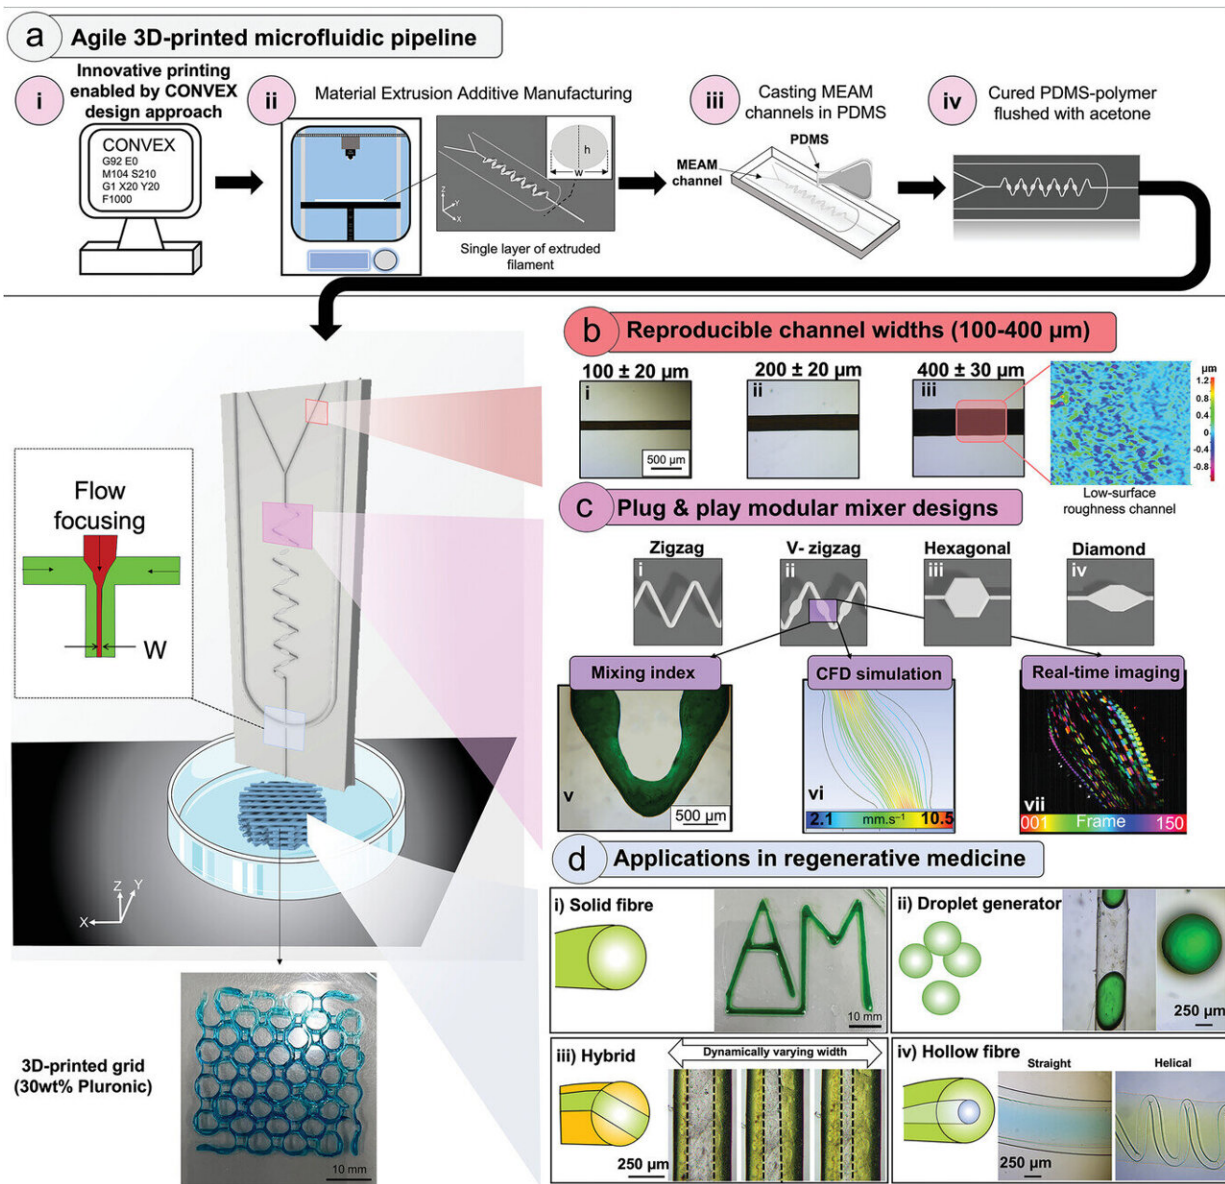 a Agile 3D-printed microfluidic pipeline
i
Innovative printing
enabled by CONVEX
design approach
CONVEX
G92 E0
M104 S210
G1 X20 Y20
F1000
ii
Material Extrusion Additive Manufacturing
h
w
Z
Y
X
Single layer of extruded
filament
iii
Casting MEAM
channels in PDMS
PDMS
MEAM
channel
iv
Cured PDMS-polymer
flushed with acetone
Flow
focusing
W
Z
Y
X
3D-printed grid
(30wt% Pluronic)
10 mm
b Reproducible channel widths (100-400 µm)
100 ± 20 µm
i
500 µm
200 ± 20 µm
ii
400 ± 30 µm
iii
µm
1.2
0.8
0.4
0
-0.4
-0.8
Low-surface
roughness channel
c Plug & play modular mixer designs
Zigzag
i
V- zigzag
ii
Hexagonal
iii
Diamond
iv
Mixing index
v
500 µm
CFD simulation
vi
2.1 mm.s⁻¹ 10.5
Real-time imaging
vii
001 Frame 150
d Applications in regenerative medicine
i) Solid fibre
10 mm
ii) Droplet generator
250 µm
iii) Hybrid
Dynamically varying width
250 µm
iv) Hollow fibre
Straight
Helical
250 µm